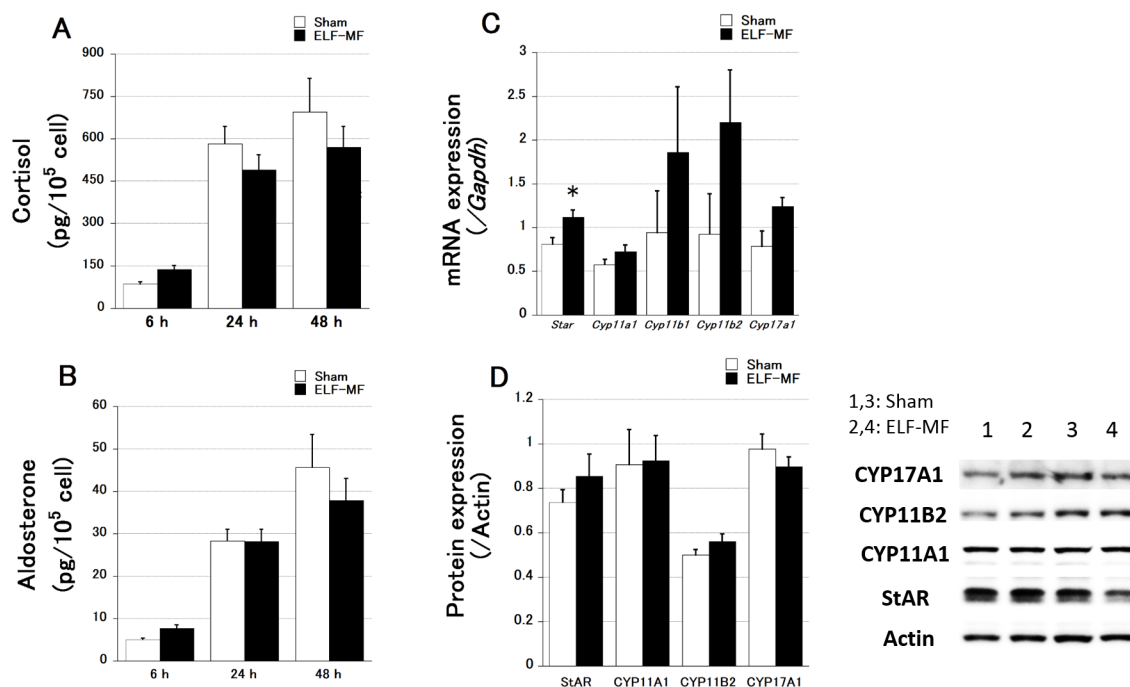 A
Sham
ELF-MF
Cortisol
(pg/10⁵ cell)
900
750
600
450
300
150
0
6 h
24 h
48 h
C
Sham
ELF-MF
mRNA expression
(/Gapdh)
3
2.5
2
1.5
1
0.5
0
*
Star
Cyp11a1
Cyp11b1
Cyp11b2
Cyp17a1
B
Sham
ELF-MF
Aldosterone
(pg/10⁵ cell)
60
50
40
30
20
10
0
6 h
24 h
48 h
D
Sham
ELF-MF
Protein expression
(/Actin)
1.2
1
0.8
0.6
0.4
0.2
0
StAR
CYP11A1
CYP11B2
CYP17A1
1,3: Sham
2,4: ELF-MF
1 2 3 4
CYP17A1
CYP11B2
CYP11A1
StAR
Actin